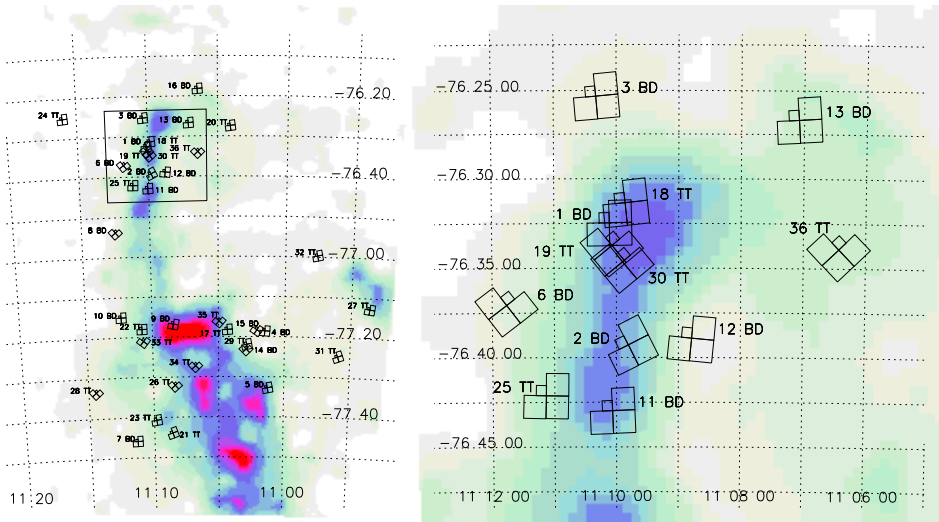 16 BD
-76.20
24 TT
3 BD
13 BD
20 TT
1 BD
18 TT
36 TT
19 TT
30 TT
6 BD
2 BD
12 BD
-76.40
25 TT
11 BD
8 BD
32 TT
-77.00
27 TT
10 BD
9 BD
35 TT
22 TT
17 TT
15 BD
4 BD
-77.20
33 TT
29 TT
14 BD
31 TT
34 TT
26 TT
5 BD
28 TT
23 TT
-77.40
21 TT
7 BD
11 20
11 10
11 00
-76.25.00
3 BD
13 BD
-76.30.00
18 TT
1 BD
36 TT
19 TT
-76.35.00
30 TT
6 BD
2 BD
12 BD
-76.40.00
25 TT
11 BD
-76.45.00
11 12 00
11 10 00
11 08 00
11 06 00